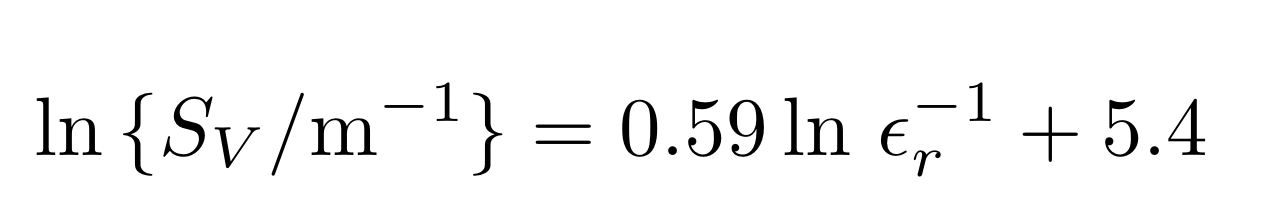 ln {S_V/m^{-1}} = 0.59 ln ϵ_r^{-1} + 5.4